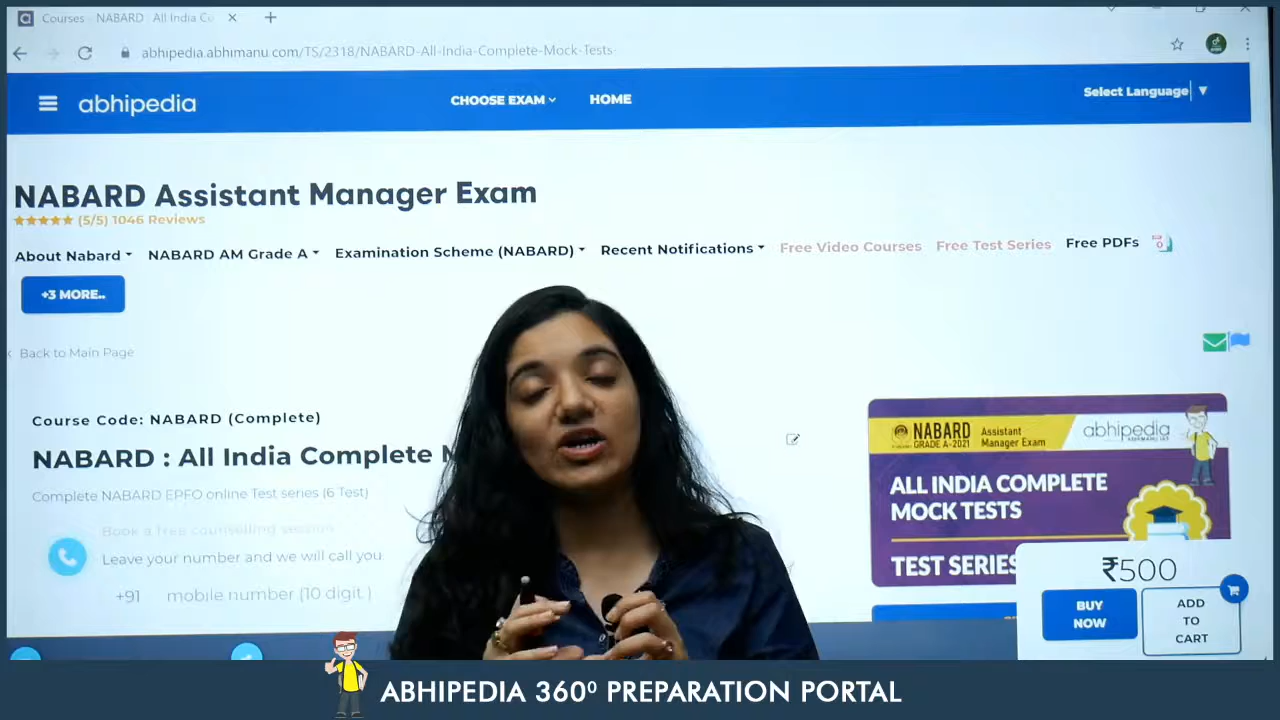 Courses - NABARD : All India Co
abhipedia.abhimanu.com/TS/2318/NABARD-All-India-Complete-Mock-Tests
abhipedia
CHOOSE EXAM
HOME
Select Language
NABARD Assistant Manager Exam
(5/5) 1046 Reviews
About Nabard
NABARD AM Grade A
Examination Scheme (NABARD)
Recent Notifications
Free Video Courses
Free Test Series
Free PDFs
+3 MORE..
Back to Main Page
Course Code: NABARD (Complete)
NABARD : All India Complete
Complete NABARD EPFO online Test series (6 Test)
Book a free counselling session
Leave your number and we will call you
+91 mobile number (10 digit )
NABARD
GRADE A-2021
Assistant
Manager Exam
abhipedia
ALL INDIA COMPLETE
MOCK TESTS
TEST SERIES
₹500
BUY
NOW
ADD
TO
CART
ABHIPEDIA 360⁰ PREPARATION PORTAL